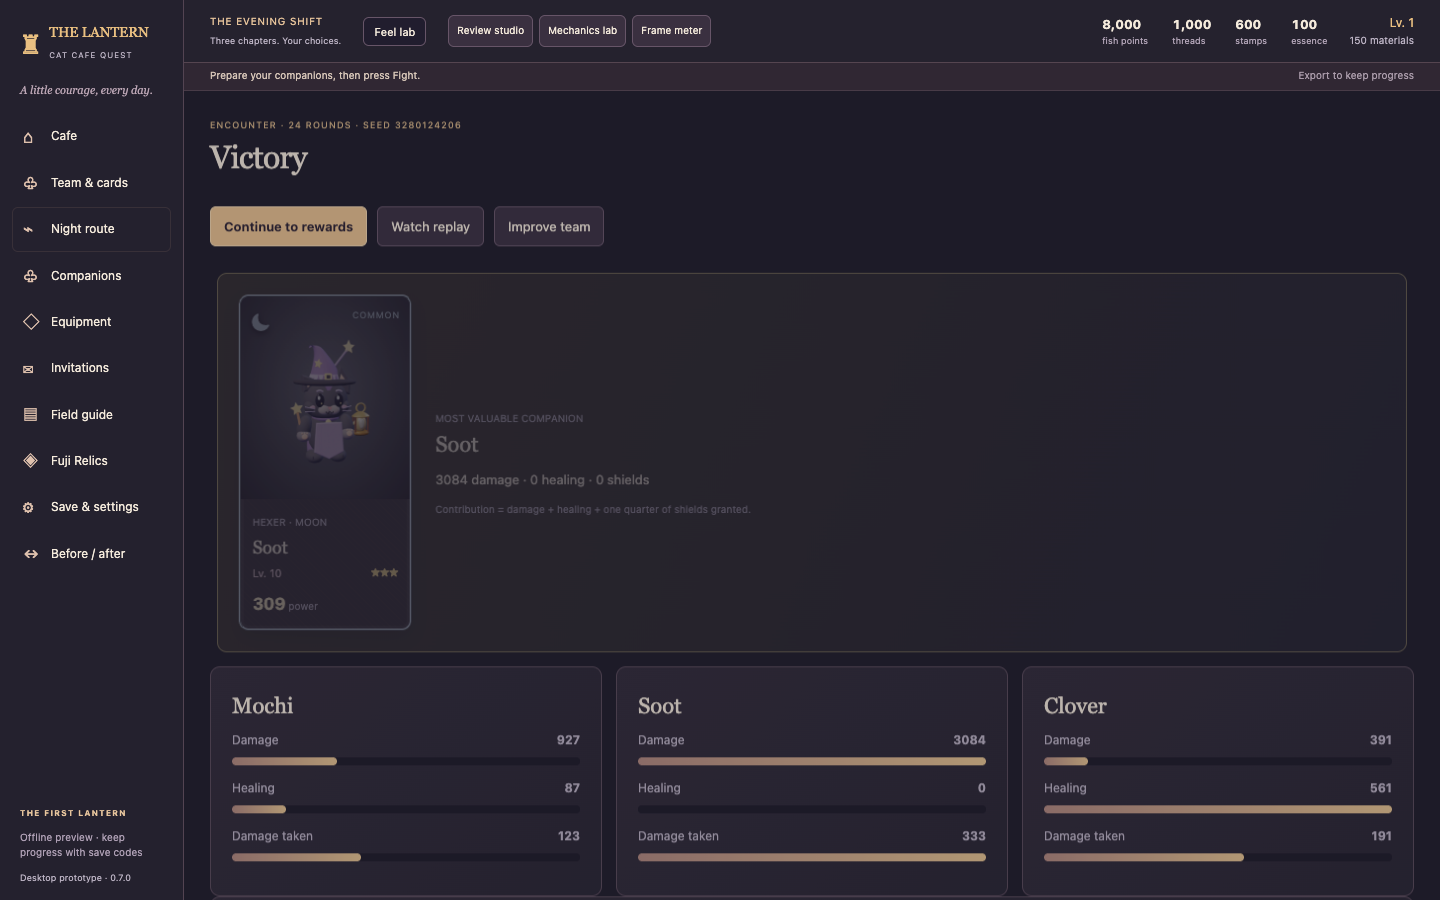 THE LANTERN
CAT CAFE QUEST
A little courage, every day.
Cafe
Team & cards
Night route
Companions
Equipment
Invitations
Field guide
Fuji Relics
Save & settings
Before / after
THE FIRST LANTERN
Offline preview · keep
progress with save codes
Desktop prototype · 0.7.0
THE EVENING SHIFT
Three chapters. Your choices.
Feel lab
Review studio
Mechanics lab
Frame meter
8,000
fish points
1,000
threads
600
stamps
100
essence
Lv. 1
150 materials
Prepare your companions, then press Fight.
Export to keep progress
ENCOUNTER · 24 ROUNDS · SEED 3280124206
Victory
Continue to rewards
Watch replay
Improve team
COMMON
HEXER · MOON
Soot
Lv. 10
309 power
MOST VALUABLE COMPANION
Soot
3084 damage · 0 healing · 0 shields
Contribution = damage + healing + one quarter of shields granted.
Mochi
Damage 927
Healing 87
Damage taken 123
Soot
Damage 3084
Healing 0
Damage taken 333
Clover
Damage 391
Healing 561
Damage taken 191